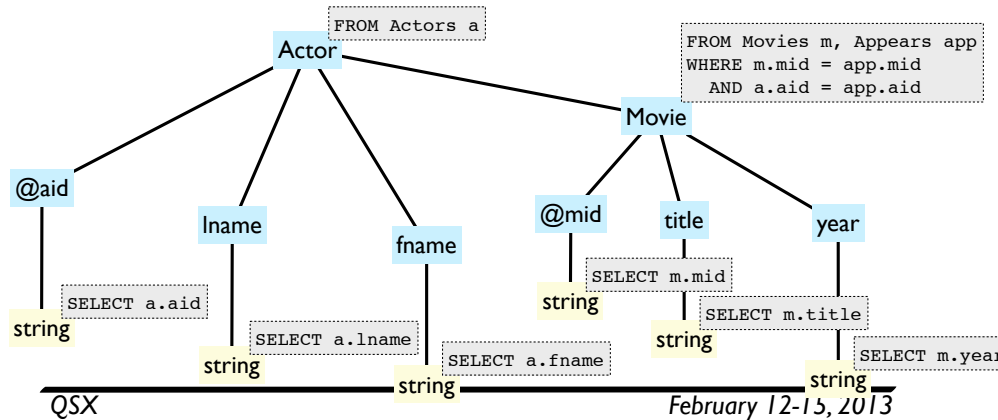 FROM Actors a
Actor
FROM Movies m, Appears app
WHERE m.mid = app.mid
AND a.aid = app.aid
Movie
@aid
lname
fname
@mid
title
year
SELECT a.aid
string
SELECT a.lname
string
SELECT a.fname
string
SELECT m.mid
string
SELECT m.title
string
SELECT m.year
string
QSX
February 12-15, 2013